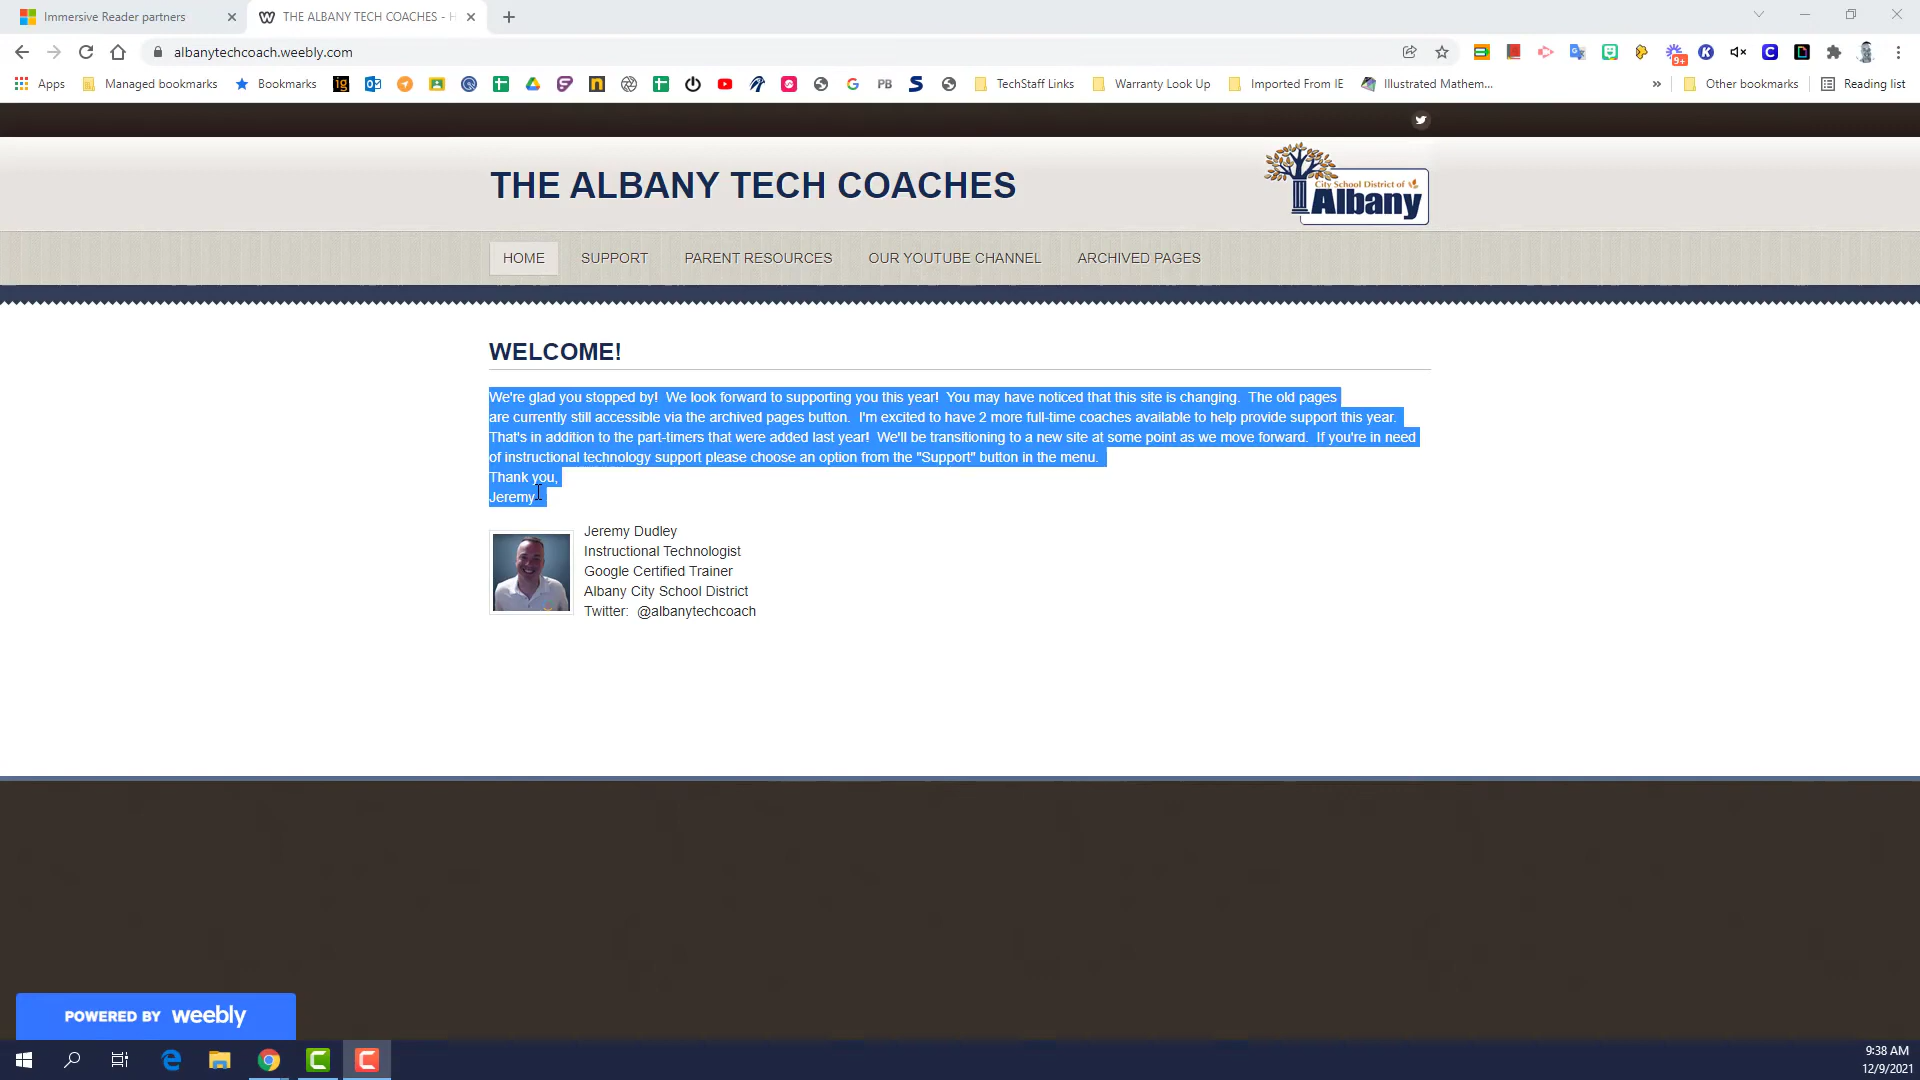 Immersive Reader partners
THE ALBANY TECH COACHES - H
albanytechcoach.weebly.com
9+
Apps
Managed bookmarks
Bookmarks
ig
PB
TechStaff Links
Warranty Look Up
Imported From IE
Illustrated Mathem...
»
Other bookmarks
Reading list
THE ALBANY TECH COACHES
City School District of
Albany
HOME
SUPPORT
PARENT RESOURCES
OUR YOUTUBE CHANNEL
ARCHIVED PAGES
WELCOME!
We're glad you stopped by!  We look forward to supporting you this year!  You may have noticed that this site is changing.  The old pages
are currently still accessible via the archived pages button.  I'm excited to have 2 more full-time coaches available to help provide support this year.
That's in addition to the part-timers that were added last year!  We'll be transitioning to a new site at some point as we move forward.  If you're in need
of instructional technology support please choose an option from the "Support" button in the menu.
Thank you,
Jeremy
Jeremy Dudley
Instructional Technologist
Google Certified Trainer
Albany City School District
Twitter:  @albanytechcoach
POWERED BY weebly
9:38 AM
12/9/2021